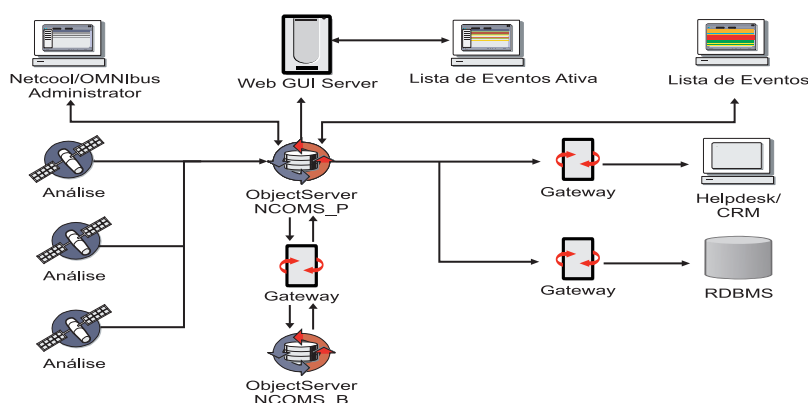 Netcool/OMNIbus
Administrator
Web GUI Server
Lista de Eventos Ativa
Lista de Eventos
Análise
ObjectServer
NCOMS_P
Gateway
Helpdesk/
CRM
Análise
Gateway
Gateway
RDBMS
Análise
ObjectServer
NCOMS_B